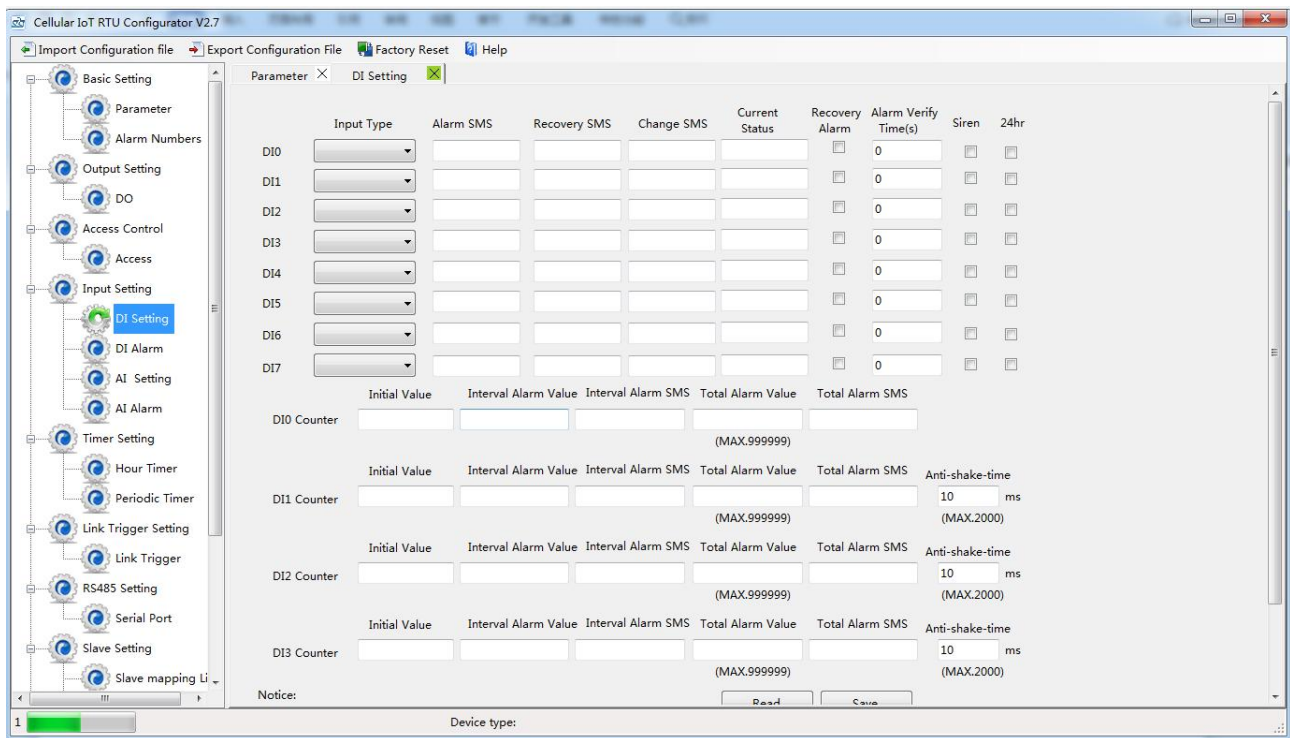 Cellular IoT RTU Configurator V2.7
Import Configuration file Export Configuration File Factory Reset Help
Basic Setting
Parameter
Alarm Numbers
Output Setting
DO
Access Control
Access
Input Setting
DI Setting
DI Alarm
AI Setting
AI Alarm
Timer Setting
Hour Timer
Periodic Timer
Link Trigger Setting
Link Trigger
RS485 Setting
Serial Port
Slave Setting
Slave mapping Li
Parameter DI Setting
Input Type Alarm SMS Recovery SMS Change SMS Current Status Recovery Alarm Alarm Verify Time(s) Siren 24hr
DI0 0
DI1 0
DI2 0
DI3 0
DI4 0
DI5 0
DI6 0
DI7 0
Initial Value Interval Alarm Value Interval Alarm SMS Total Alarm Value Total Alarm SMS
DI0 Counter
(MAX.999999)
Initial Value Interval Alarm Value Interval Alarm SMS Total Alarm Value Total Alarm SMS Anti-shake-time
DI1 Counter 10 ms
(MAX.999999) (MAX.2000)
Initial Value Interval Alarm Value Interval Alarm SMS Total Alarm Value Total Alarm SMS Anti-shake-time
DI2 Counter 10 ms
(MAX.999999) (MAX.2000)
Initial Value Interval Alarm Value Interval Alarm SMS Total Alarm Value Total Alarm SMS Anti-shake-time
DI3 Counter 10 ms
(MAX.999999) (MAX.2000)
Notice: Read Save
1 Device type: